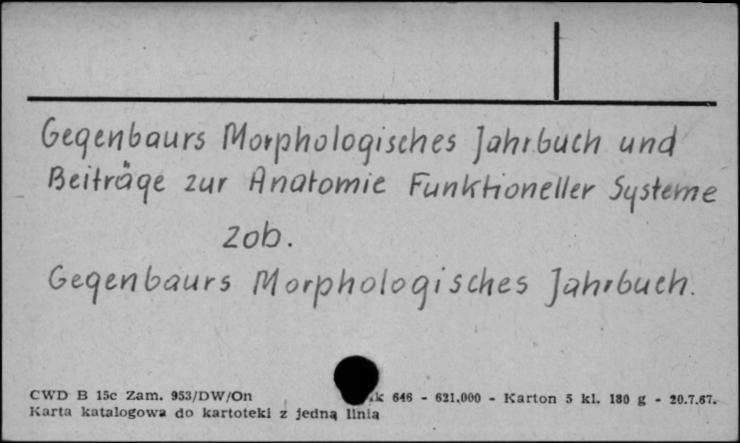 Gegenbaurs Morphologisches Jahrbuch und
Beiträge zur Anatomie Funktioneller Systeme
zob.
Gegenbaurs Morphologisches Jahrbuch.
CWD B 15c Zam. 953/DW/On 646 - 621.000 - Karton 5 kl. 180 g - 20.7.67.
Karta katalogowa do kartoteki z jedną linią